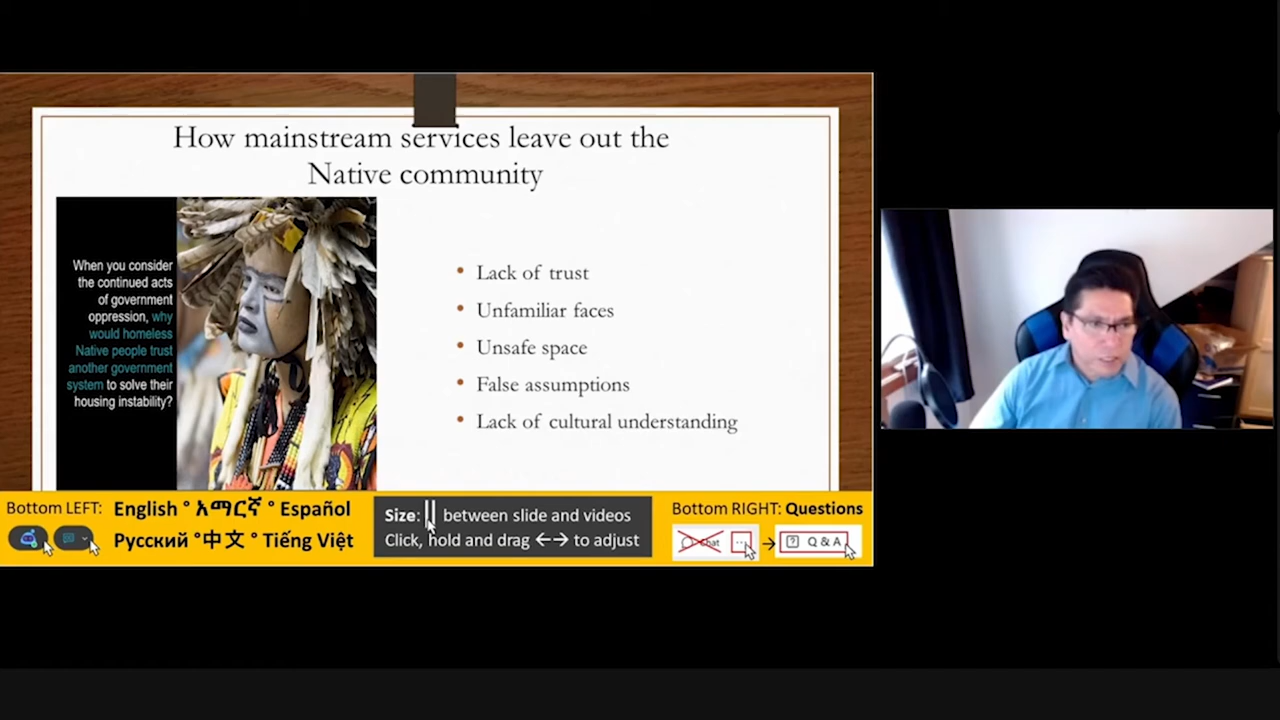 How mainstream services leave out the
Native community
When you consider
the continued acts
of government
oppression, why
would homeless
Native people trust
another government
system to solve their
housing instability?
• Lack of trust
• Unfamiliar faces
• Unsafe space
• False assumptions
• Lack of cultural understanding
Bottom LEFT: English ° አማርኛ ° Español
Русский °中文 ° Tiếng Việt
Size: || between slide and videos
Click, hold and drag ←→ to adjust
Bottom RIGHT: Questions
Chat ... → ? Q & A